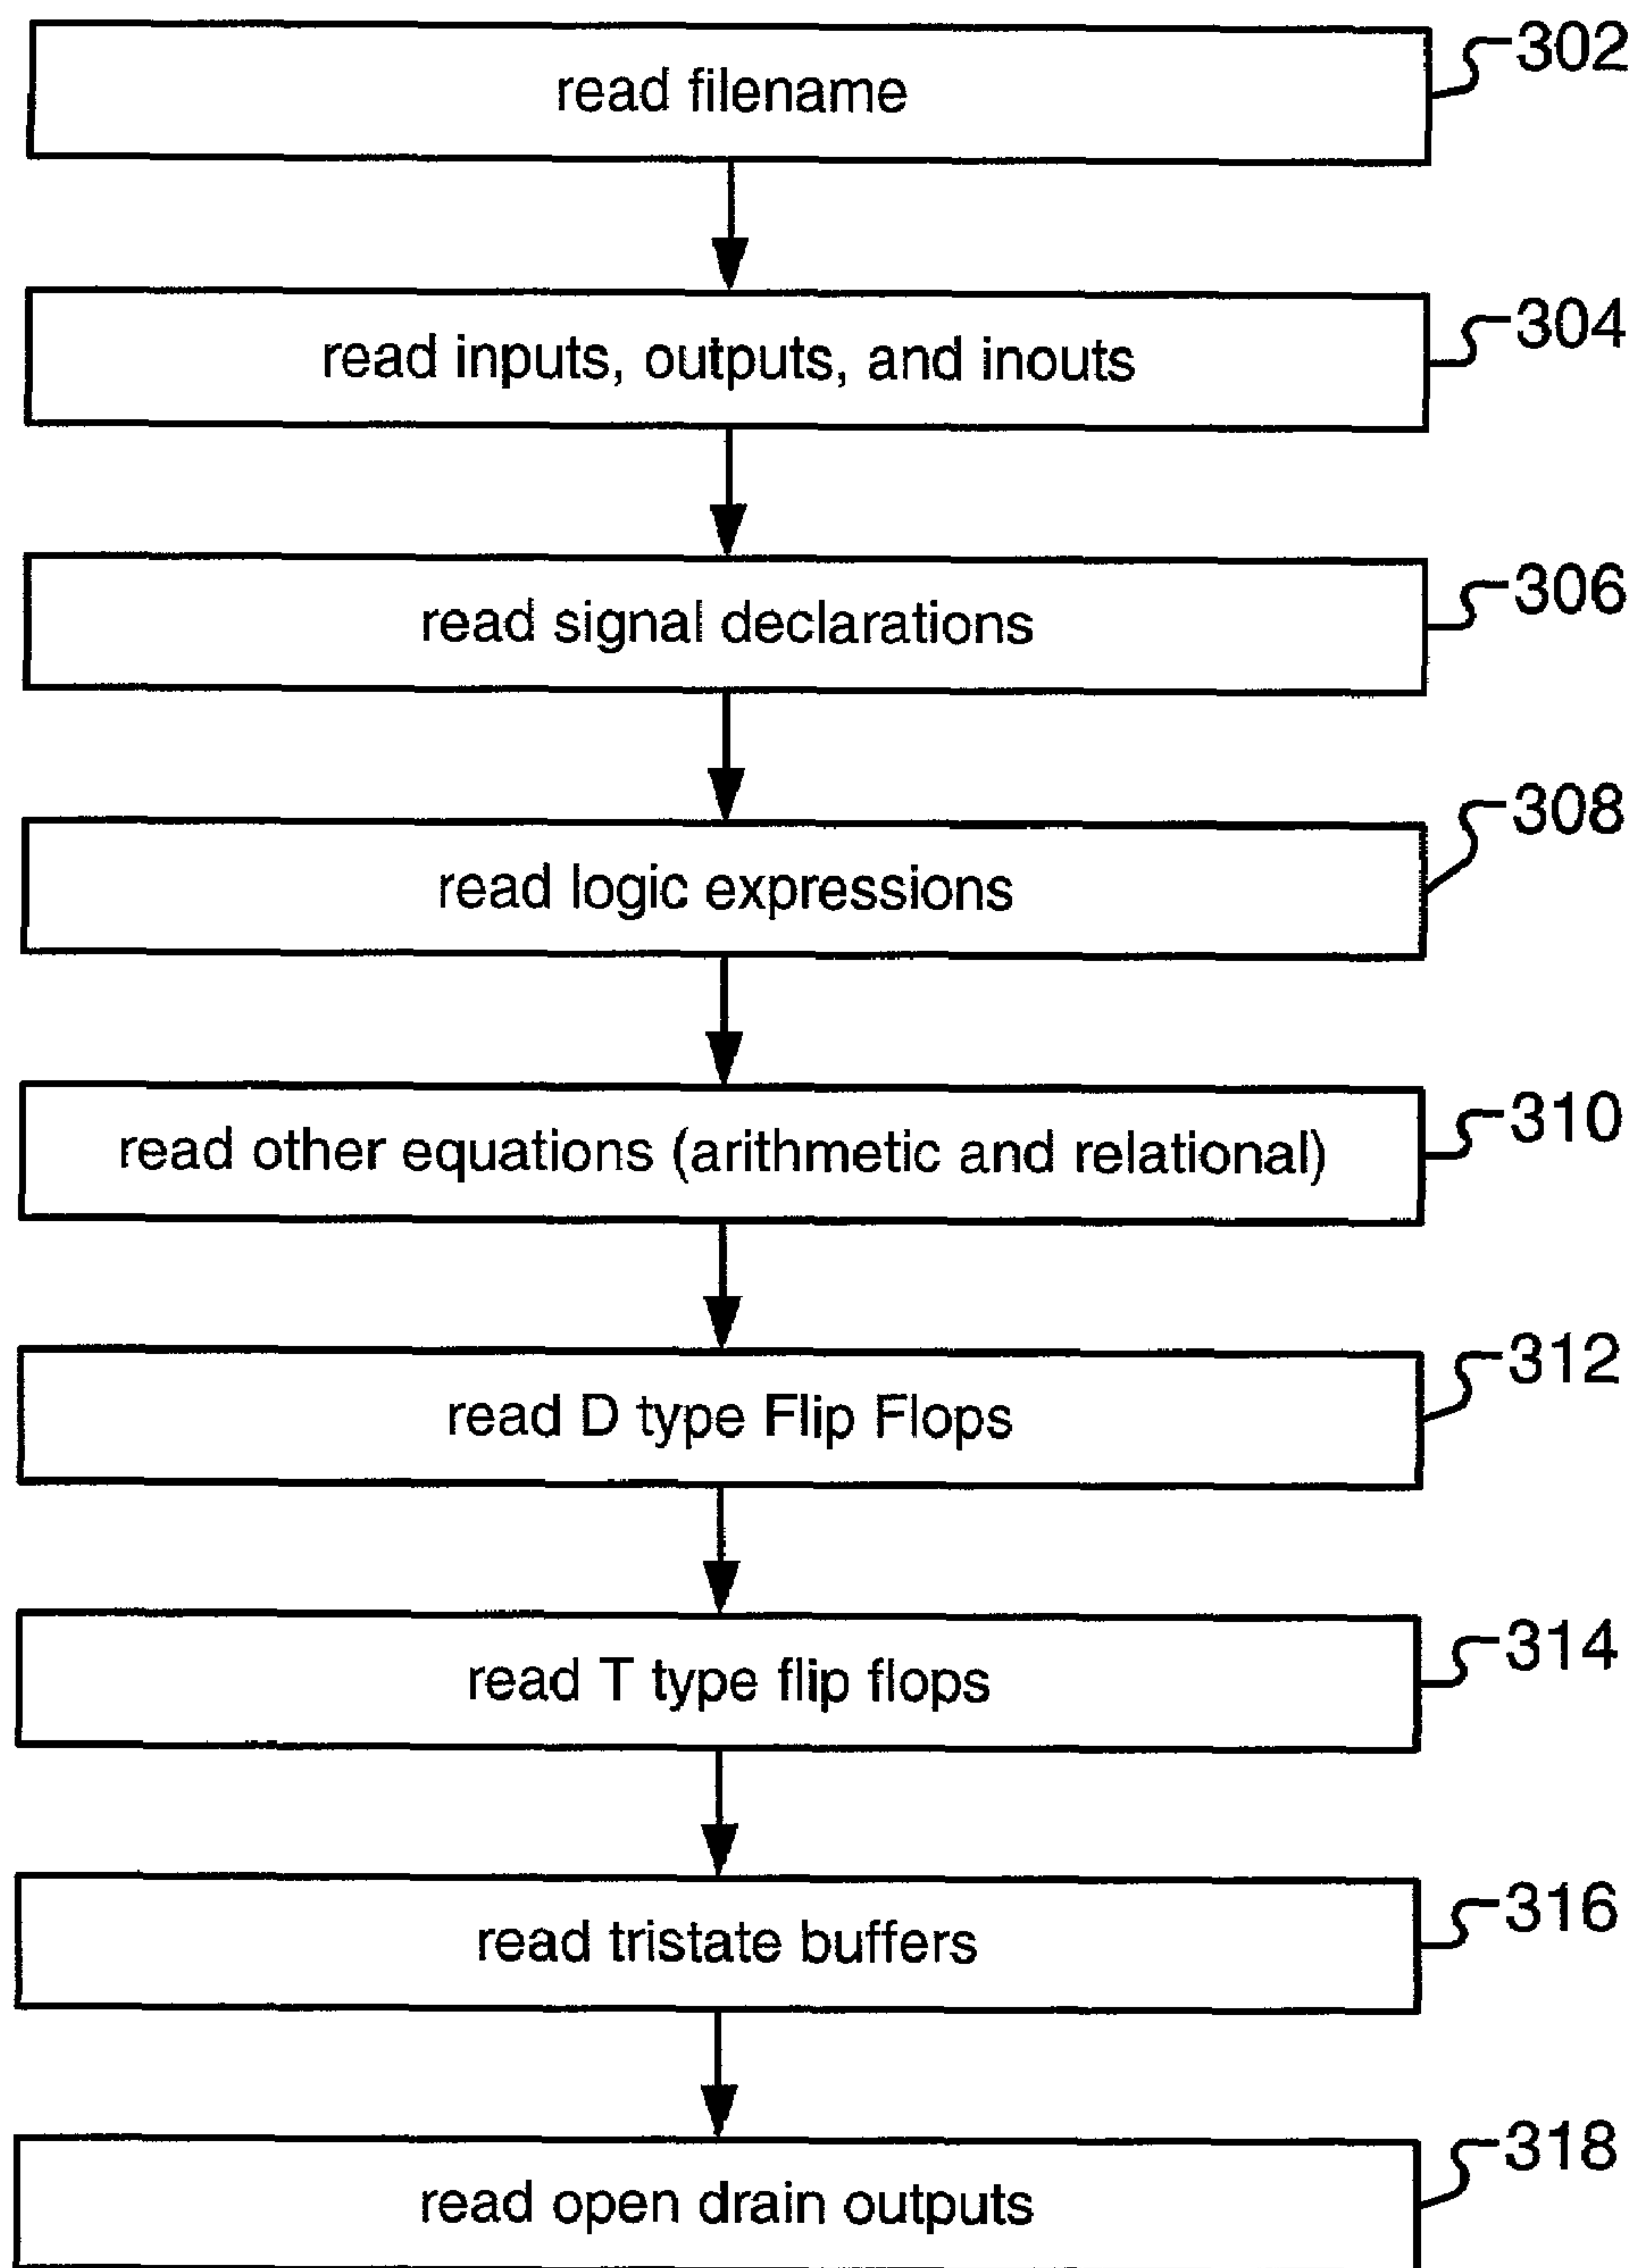 read filename
302
read inputs, outputs, and inouts
304
read signal declarations
306
read logic expressions
308
read other equations (arithmetic and relational)
310
read D type Flip Flops
312
read T type flip flops
314
read tristate buffers
316
read open drain outputs
318